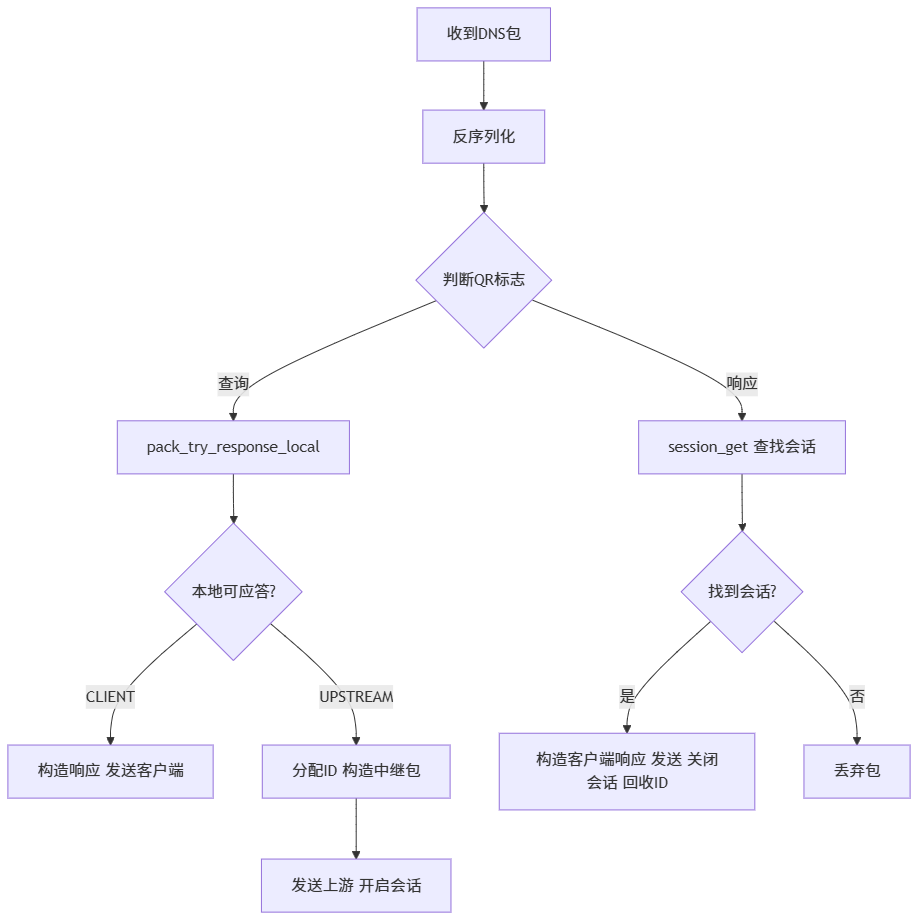 收到DNS包
反序列化
判断QR标志
查询
响应
pack_try_response_local
session_get 查找会话
本地可应答?
找到会话?
CLIENT
UPSTREAM
是
否
构造响应 发送客户端
分配ID 构造中继包
构造客户端响应 发送 关闭
会话 回收ID
丢弃包
发送上游 开启会话